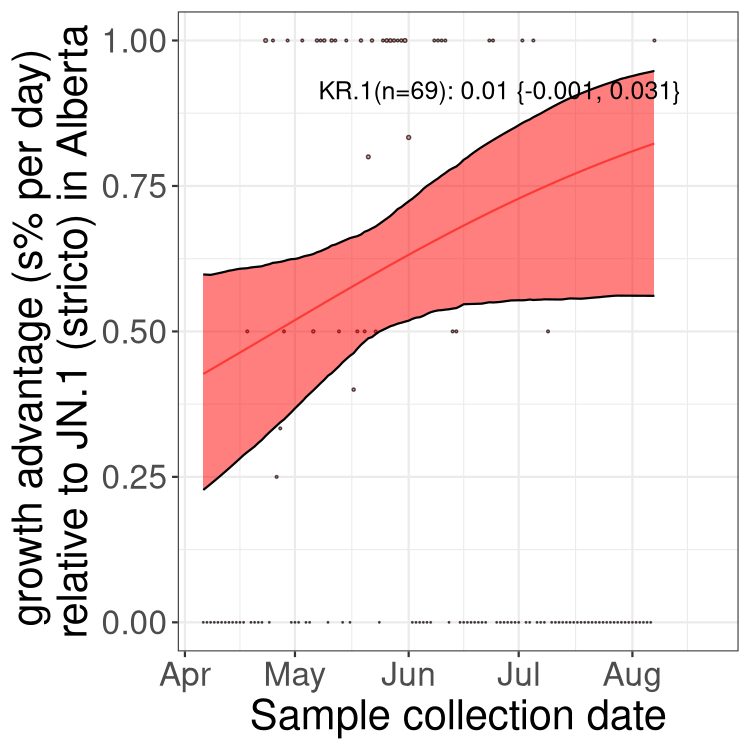 growth advantage (s% per day)
relative to JN.1 (stricto) in Alberta
1.00
0.75
0.50
0.25
0.00
KR.1(n=69): 0.01 {-0.001, 0.031}
Apr May Jun Jul Aug
Sample collection date